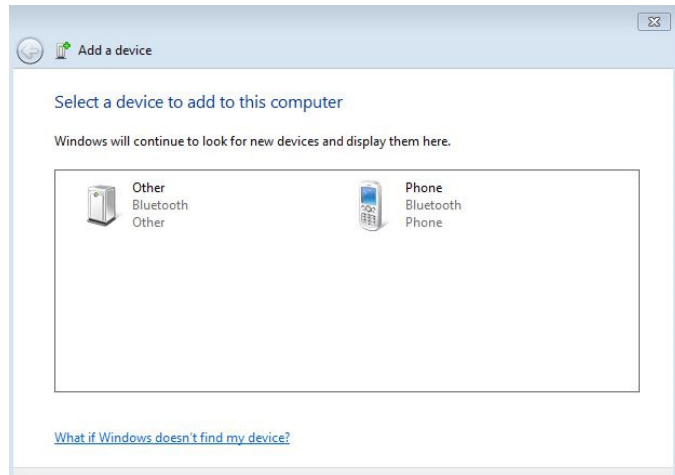 Add a device
Select a device to add to this computer
Windows will continue to look for new devices and display them here.
Other
Bluetooth
Other
Phone
Bluetooth
Phone
What if Windows doesn't find my device?